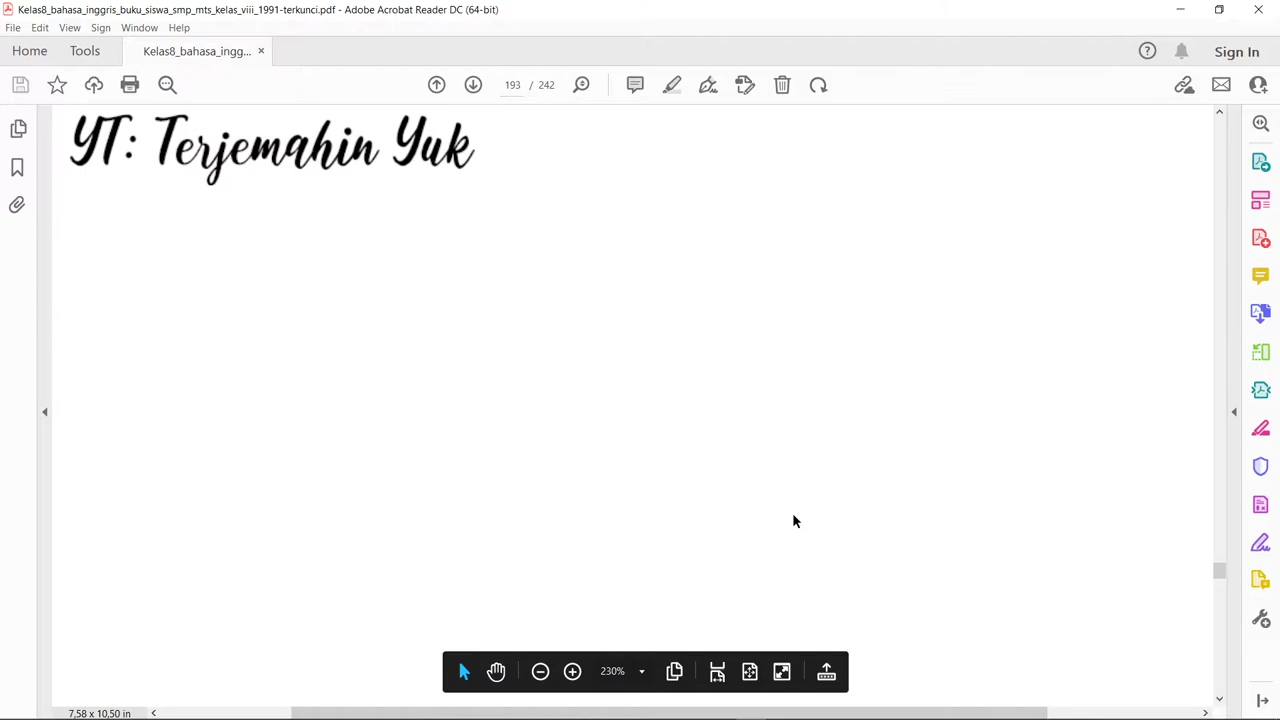 Kelas8_bahasa_inggris_buku_siswa_smp_mts_kelas_viii_1991-terkunci.pdf - Adobe Acrobat Reader DC (64-bit)
File Edit View Sign Window Help
Home Tools Kelas8_bahasa_ingg... × Sign In
193 / 242
YT: Terjemahin Yuk
230%
7,58 x 10,50 in